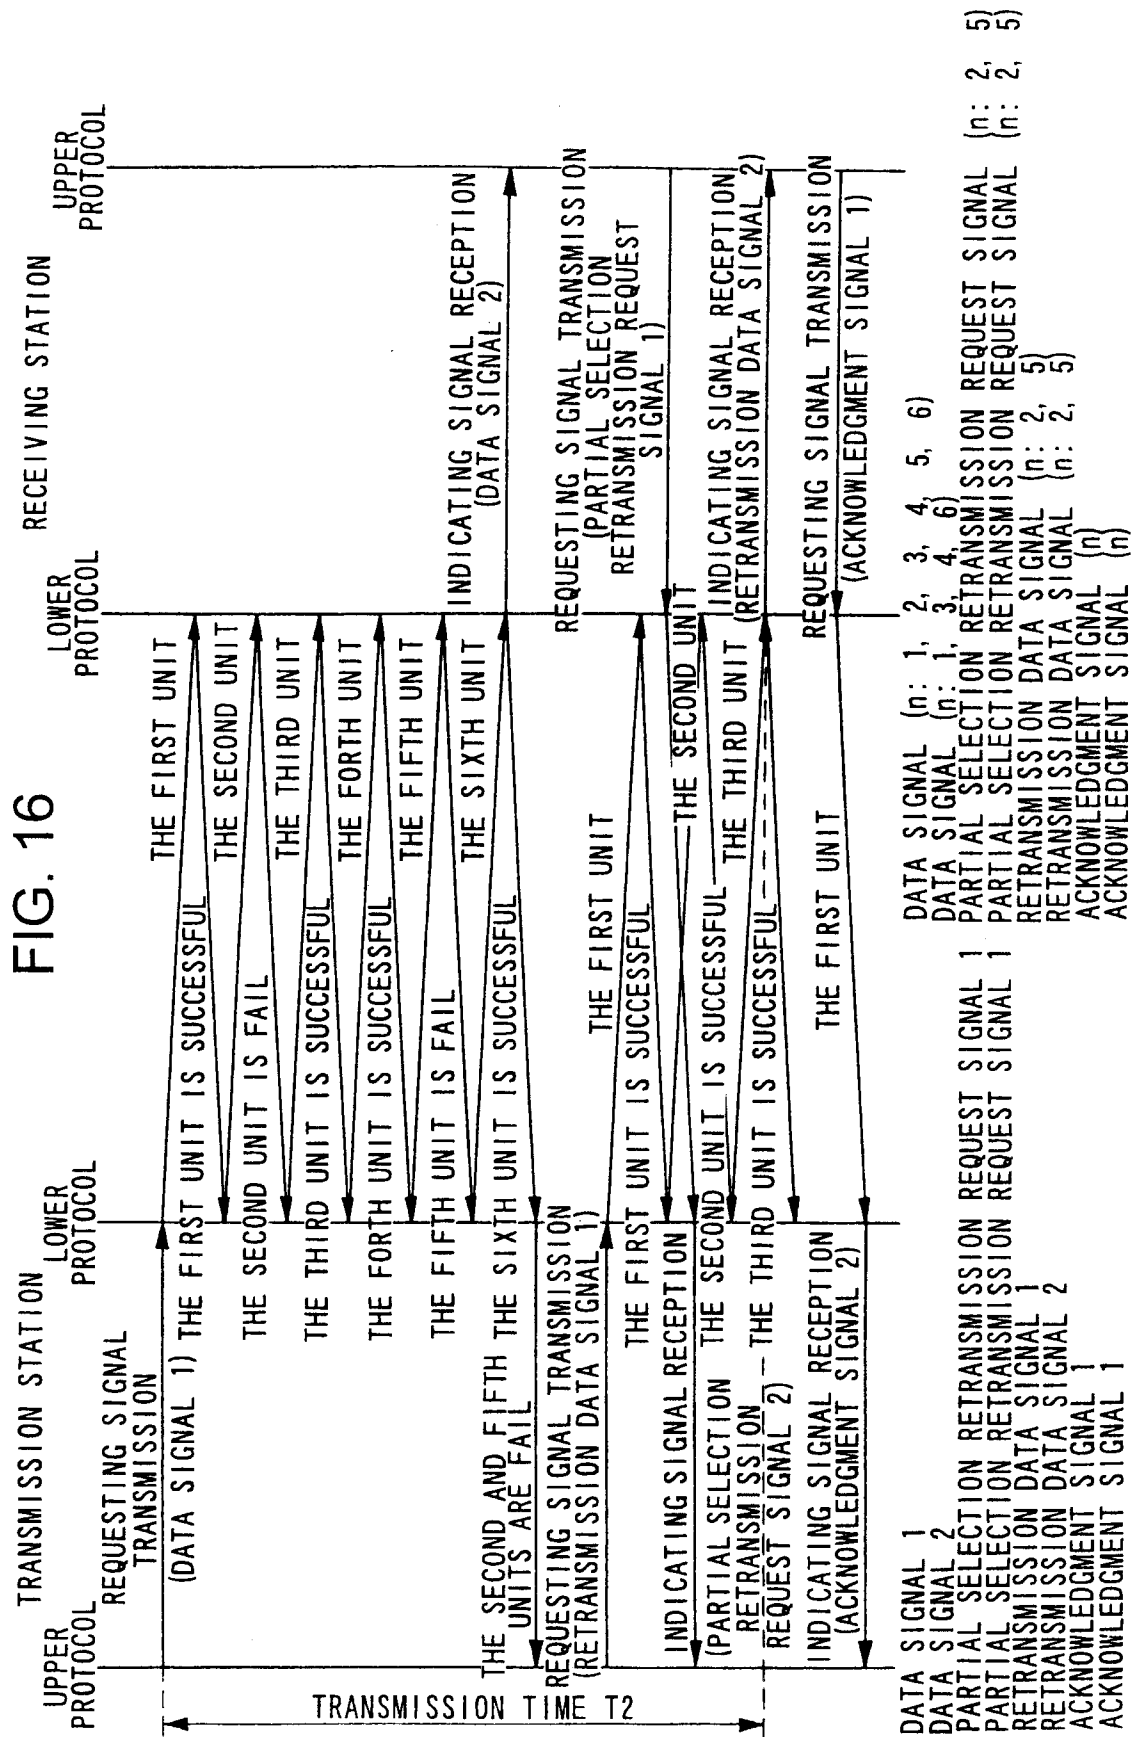 FIG. 16
TRANSMISSION STATION
RECEIVING STATION
UPPER
PROTOCOL
LOWER
PROTOCOL
LOWER
PROTOCOL
UPPER
PROTOCOL
REQUESTING SIGNAL
TRANSMISSION
(DATA SIGNAL 1)
THE FIRST UNIT
THE FIRST UNIT IS SUCCESSFUL
THE SECOND UNIT
THE SECOND UNIT IS FAIL
THE THIRD UNIT
THE THIRD UNIT IS SUCCESSFUL
THE FORTH UNIT
THE FORTH UNIT IS SUCCESSFUL
THE FIFTH UNIT
THE FIFTH UNIT IS FAIL
THE SIXTH UNIT
INDICATING SIGNAL RECEPTION
(DATA SIGNAL 2)
THE SIXTH UNIT IS SUCCESSFUL
THE SECOND AND FIFTH
UNITS ARE FAIL
REQUESTING SIGNAL TRANSMISSION
(RETRANSMISSION DATA SIGNAL 1)
THE FIRST UNIT
REQUESTING SIGNAL TRANSMISSION
(PARTIAL SELECTION
RETRANSMISSION REQUEST
SIGNAL 1)
THE FIRST UNIT IS SUCCESSFUL
THE SECOND UNIT
INDICATING SIGNAL RECEPTION
(PARTIAL SELECTION
RETRANSMISSION
REQUEST SIGNAL 2)
THE SECOND UNIT IS SUCCESSFUL
THE THIRD UNIT
INDICATING SIGNAL RECEPTION
(RETRANSMISSION DATA SIGNAL 2)
THE THIRD UNIT IS SUCCESSFUL
REQUESTING SIGNAL TRANSMISSION
(ACKNOWLEDGMENT SIGNAL 1)
THE FIRST UNIT
INDICATING SIGNAL RECEPTION
(ACKNOWLEDGMENT SIGNAL 2)
TRANSMISSION TIME T2
DATA SIGNAL 1
DATA SIGNAL 2
PARTIAL SELECTION RETRANSMISSION REQUEST SIGNAL 1
PARTIAL SELECTION RETRANSMISSION REQUEST SIGNAL 1
RETRANSMISSION DATA SIGNAL 1
RETRANSMISSION DATA SIGNAL 2
ACKNOWLEDGMENT SIGNAL 1
ACKNOWLEDGMENT SIGNAL 1
DATA SIGNAL (n: 1, 2, 3, 4, 5, 6)
DATA SIGNAL (n: 1, 3, 4, 6)
PARTIAL SELECTION RETRANSMISSION REQUEST SIGNAL (n: 2, 5)
PARTIAL SELECTION RETRANSMISSION REQUEST SIGNAL (n: 2, 5)
RETRANSMISSION DATA SIGNAL (n: 2, 5)
RETRANSMISSION DATA SIGNAL (n: 2, 5)
ACKNOWLEDGMENT SIGNAL (n)
ACKNOWLEDGMENT SIGNAL (n)